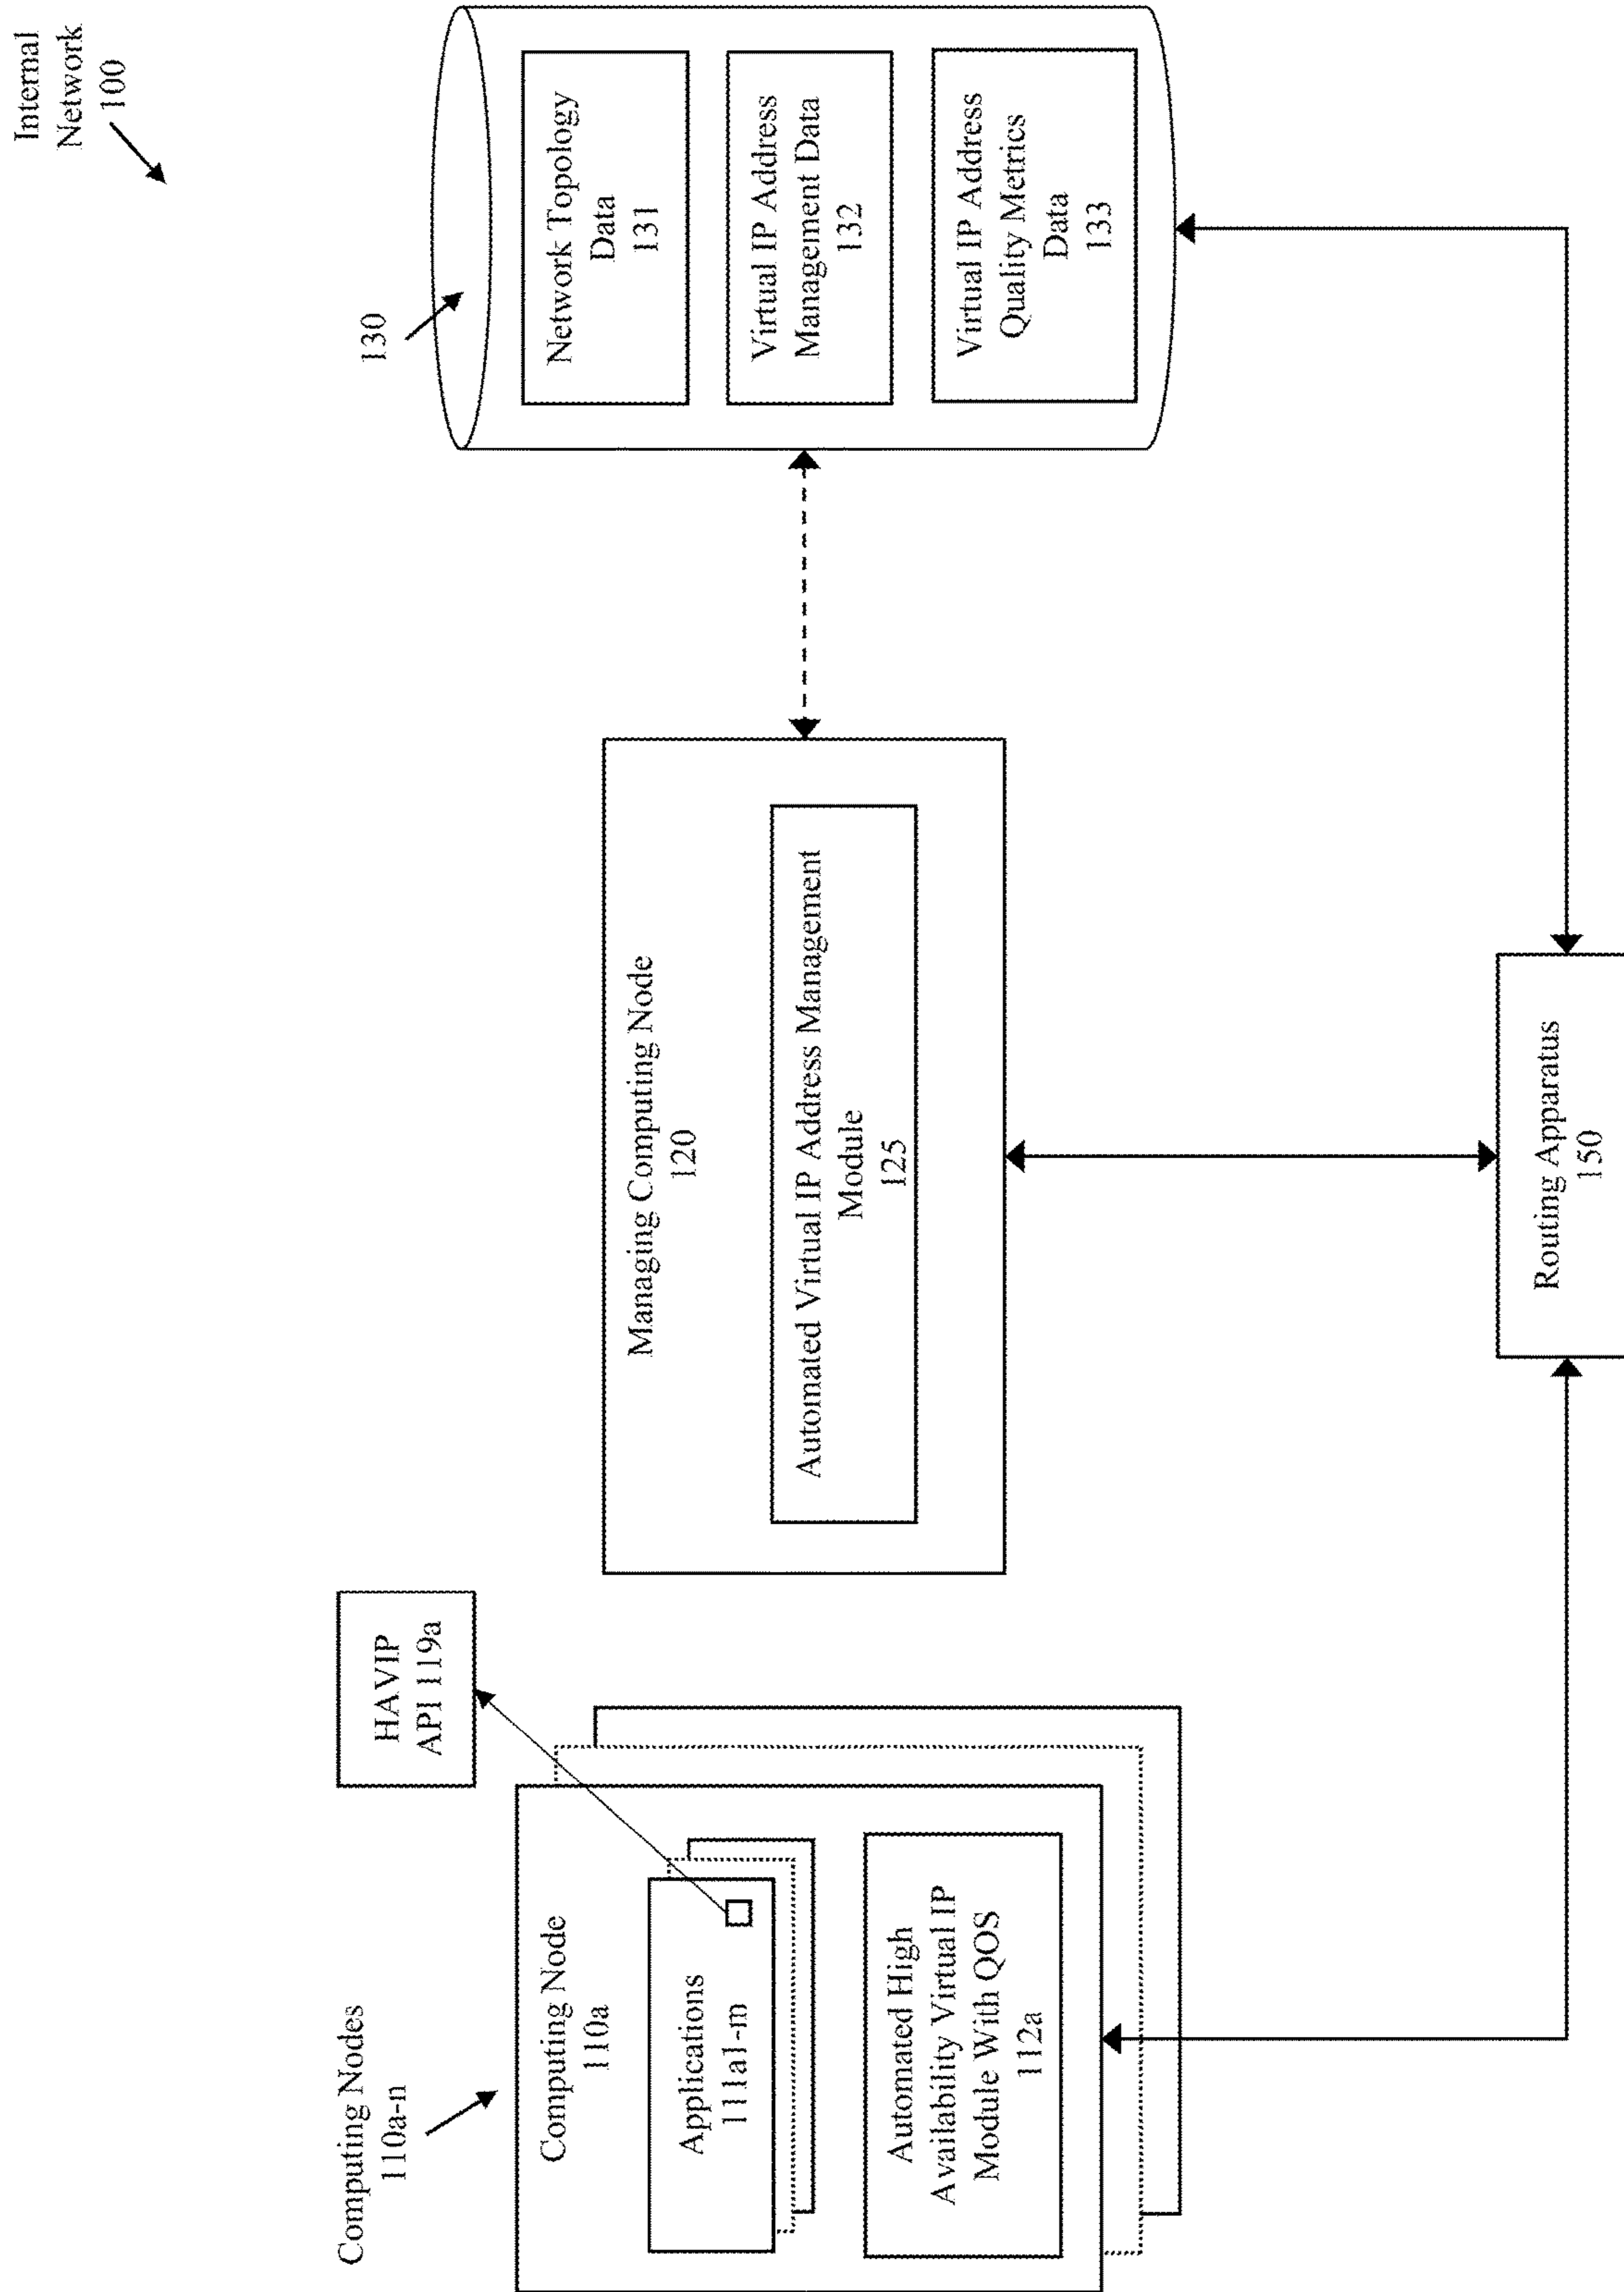 Internal
Network
100
Computing Nodes
110a-n
Computing Node
110a
Applications
111a1-m
Automated High
Availability Virtual IP
Module With QOS
112a
HAVIP
API 119a
Managing Computing Node
120
Automated Virtual IP Address Management
Module
125
130
Network Topology
Data
131
Virtual IP Address
Management Data
132
Virtual IP Address
Quality Metrics
Data
133
Routing Apparatus
150